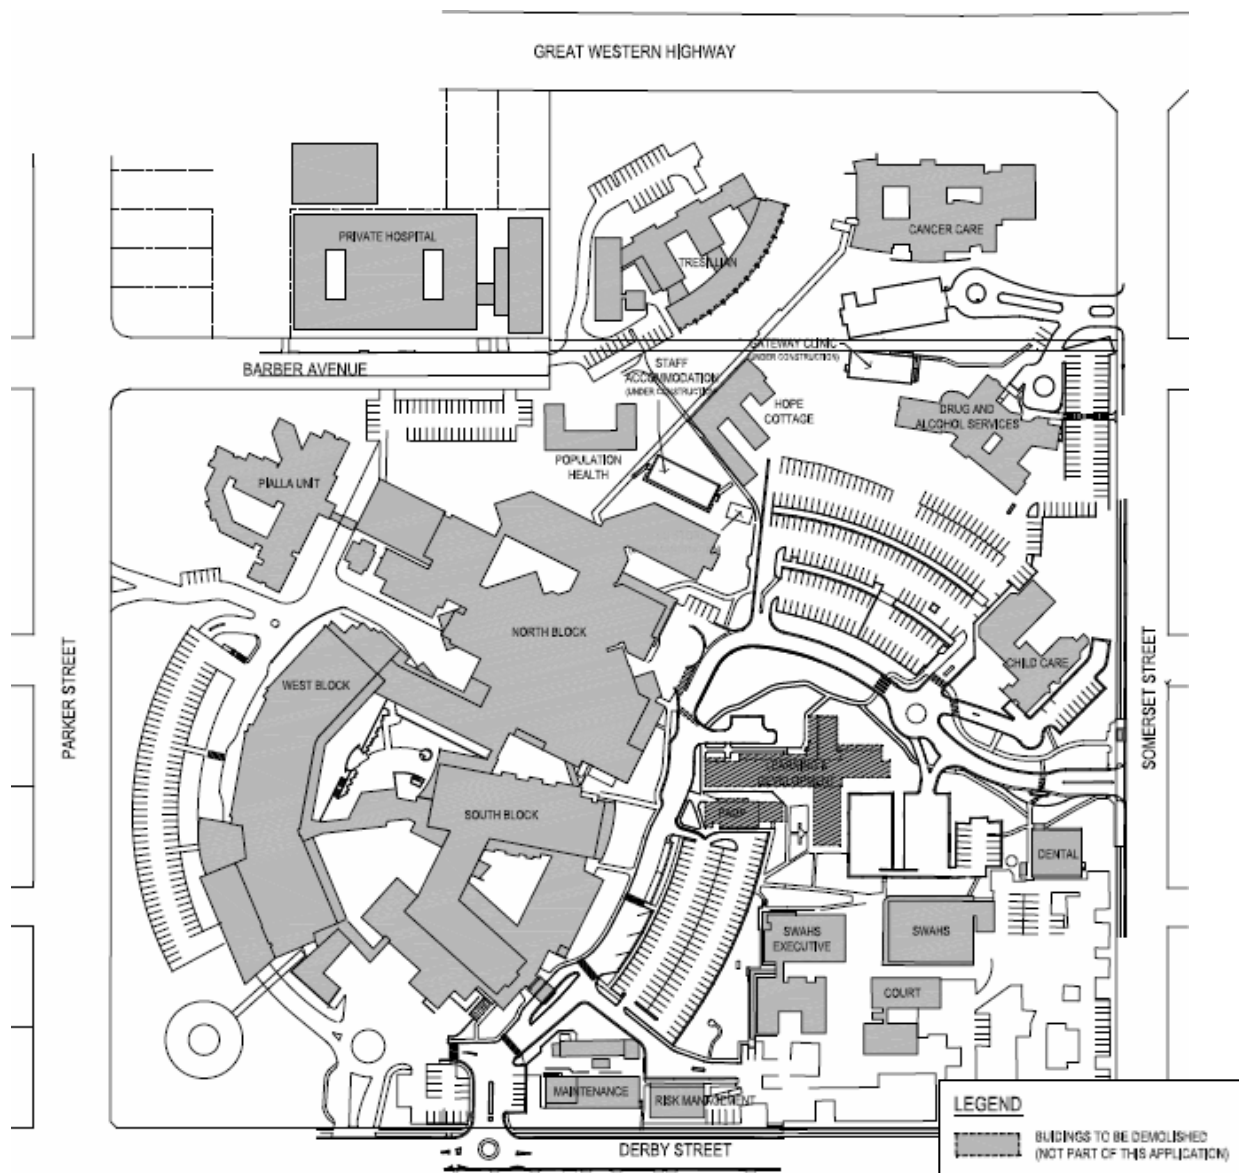 GREAT WESTERN HIGHWAY
PRIVATE HOSPITAL
CANCER CARE
TRESILLIAN
GATEWAY CLINIC
(UNDER CONSTRUCTION)
BARBER AVENUE
STAFF
ACCOMMODATION
(UNDER CONSTRUCTION)
HOPE
COTTAGE
DRUG AND
ALCOHOL SERVICES
POPULATION
HEALTH
PIALLA UNIT
NORTH BLOCK
WEST BLOCK
CHILD CARE
PARKER STREET
SOMERSET STREET
LEARNING &
DEVELOPMENT
SOUTH BLOCK
DENTAL
SWAHS
EXECUTIVE
SWAHS
COURT
MAINTENANCE
RISK MANAGEMENT
DERBY STREET
LEGEND
BUIDINGS TO BE DEMOLISHED
(NOT PART OF THIS APPLICATION)